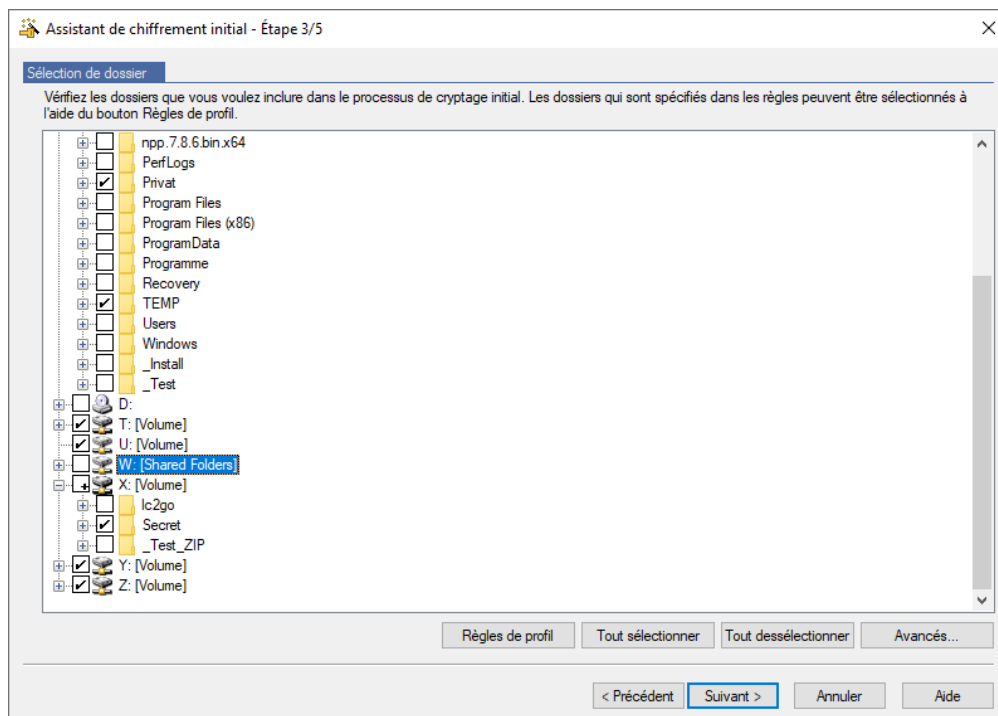 Assistant de chiffrement initial - Étape 3/5
Sélection de dossier
Vérifiez les dossiers que vous voulez inclure dans le processus de cryptage initial. Les dossiers qui sont spécifiés dans les règles peuvent être sélectionnés à
l'aide du bouton Règles de profil.
npp.7.8.6.bin.x64
PerfLogs
Privat
Program Files
Program Files (x86)
ProgramData
Programme
Recovery
TEMP
Users
Windows
_Install
_Test
D:
T: [Volume]
U: [Volume]
W: [Shared Folders]
X: [Volume]
lc2go
Secret
_Test_ZIP
Y: [Volume]
Z: [Volume]
Règles de profil
Tout sélectionner
Tout dessélectionner
Avancés...
< Précédent
Suivant >
Annuler
Aide